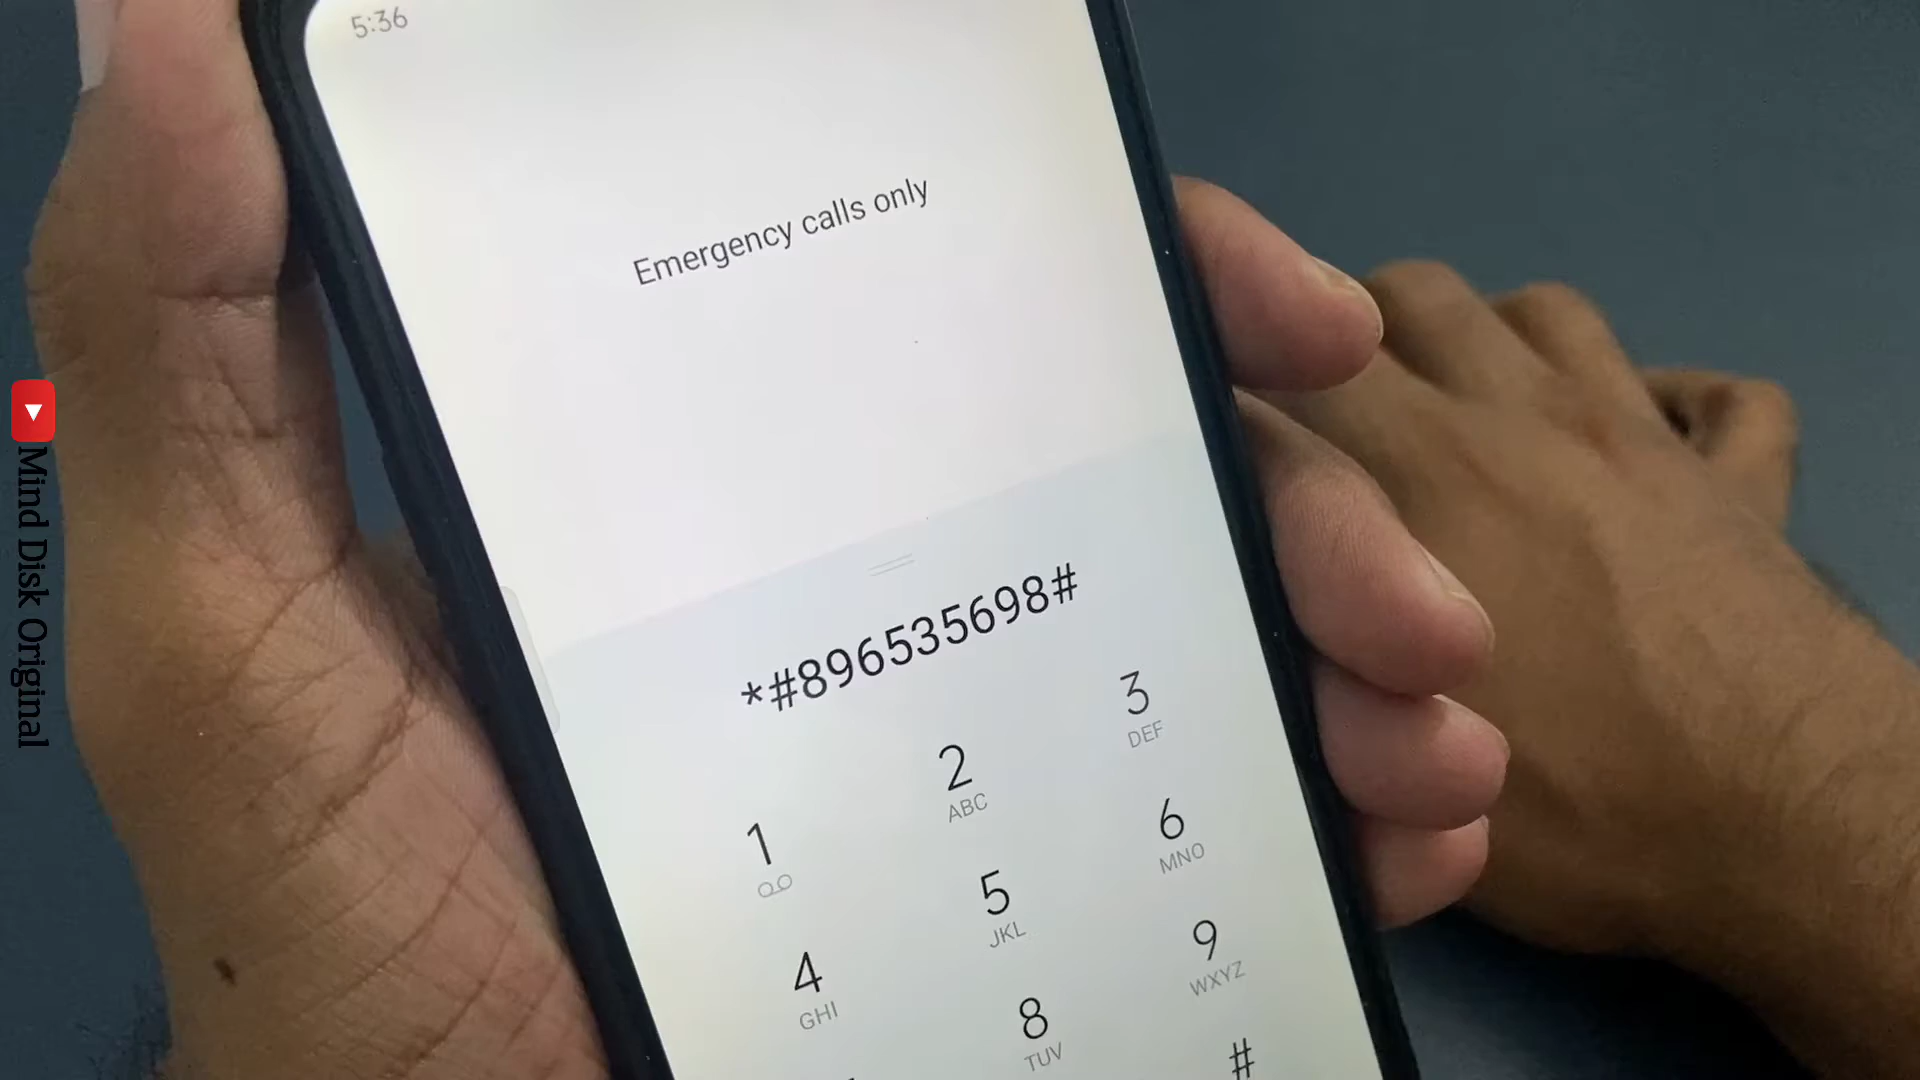 5:36
Emergency calls only
*#896535698#
1
2
ABC
3
DEF
4
GHI
5
JKL
6
MNO
8
TUV
9
WXYZ
#
Mind Disk Original